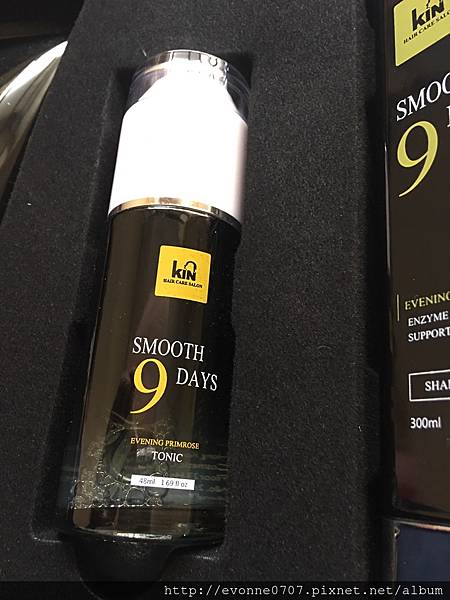 kiN
HAIR CARE SALON
SMOOTH
9 DAYS
EVENING PRIMROSE
TONIC
48ml 1.69 fl oz
kiN
HAIR CARE SALON
SMOO
9 D
EVENING
ENZYME
SUPPORT
SHA
300ml
http://evonne0707.pixnet.net/album